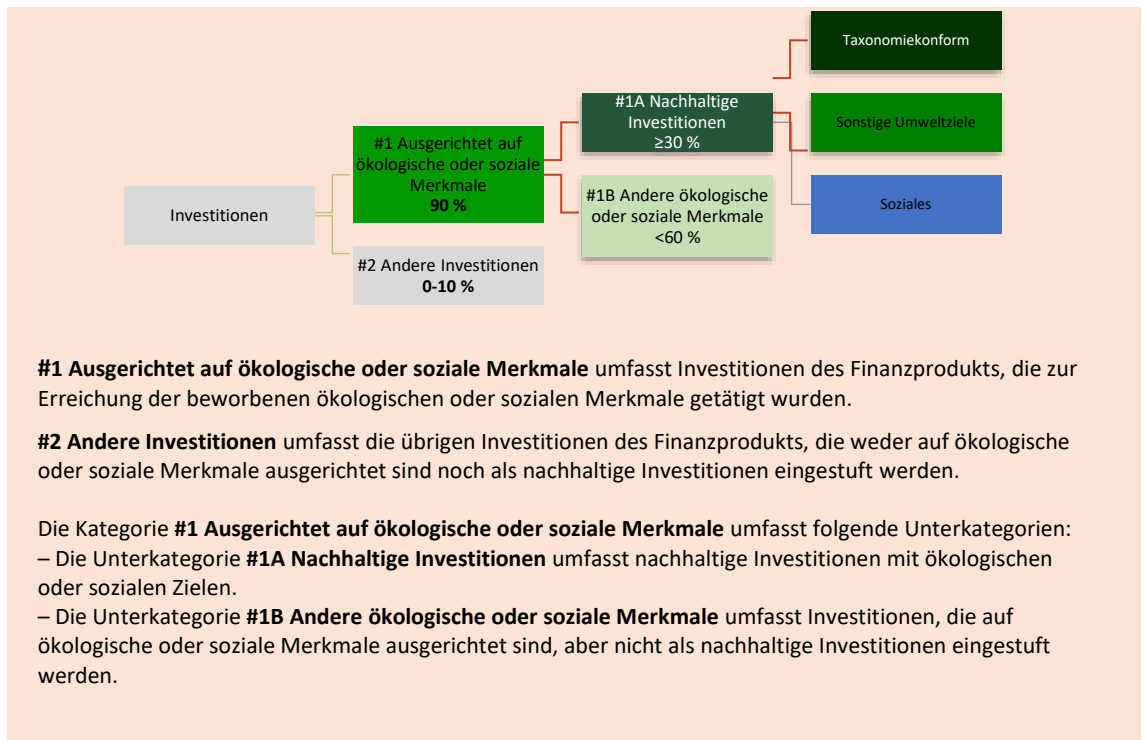 Taxonomiekonform
#1A Nachhaltige
Investitionen
≥30 %
Sonstige Umweltziele
#1 Ausgerichtet auf
ökologische oder soziale
Merkmale
90 %
#1B Andere ökologische
oder soziale Merkmale
<60 %
Soziales
Investitionen
#2 Andere Investitionen
0-10 %
#1 Ausgerichtet auf ökologische oder soziale Merkmale umfasst Investitionen des Finanzprodukts, die zur
Erreichung der beworbenen ökologischen oder sozialen Merkmale getätigt wurden.
#2 Andere Investitionen umfasst die übrigen Investitionen des Finanzprodukts, die weder auf ökologische
oder soziale Merkmale ausgerichtet sind noch als nachhaltige Investitionen eingestuft werden.
Die Kategorie #1 Ausgerichtet auf ökologische oder soziale Merkmale umfasst folgende Unterkategorien:
– Die Unterkategorie #1A Nachhaltige Investitionen umfasst nachhaltige Investitionen mit ökologischen
oder sozialen Zielen.
– Die Unterkategorie #1B Andere ökologische oder soziale Merkmale umfasst Investitionen, die auf
ökologische oder soziale Merkmale ausgerichtet sind, aber nicht als nachhaltige Investitionen eingestuft
werden.